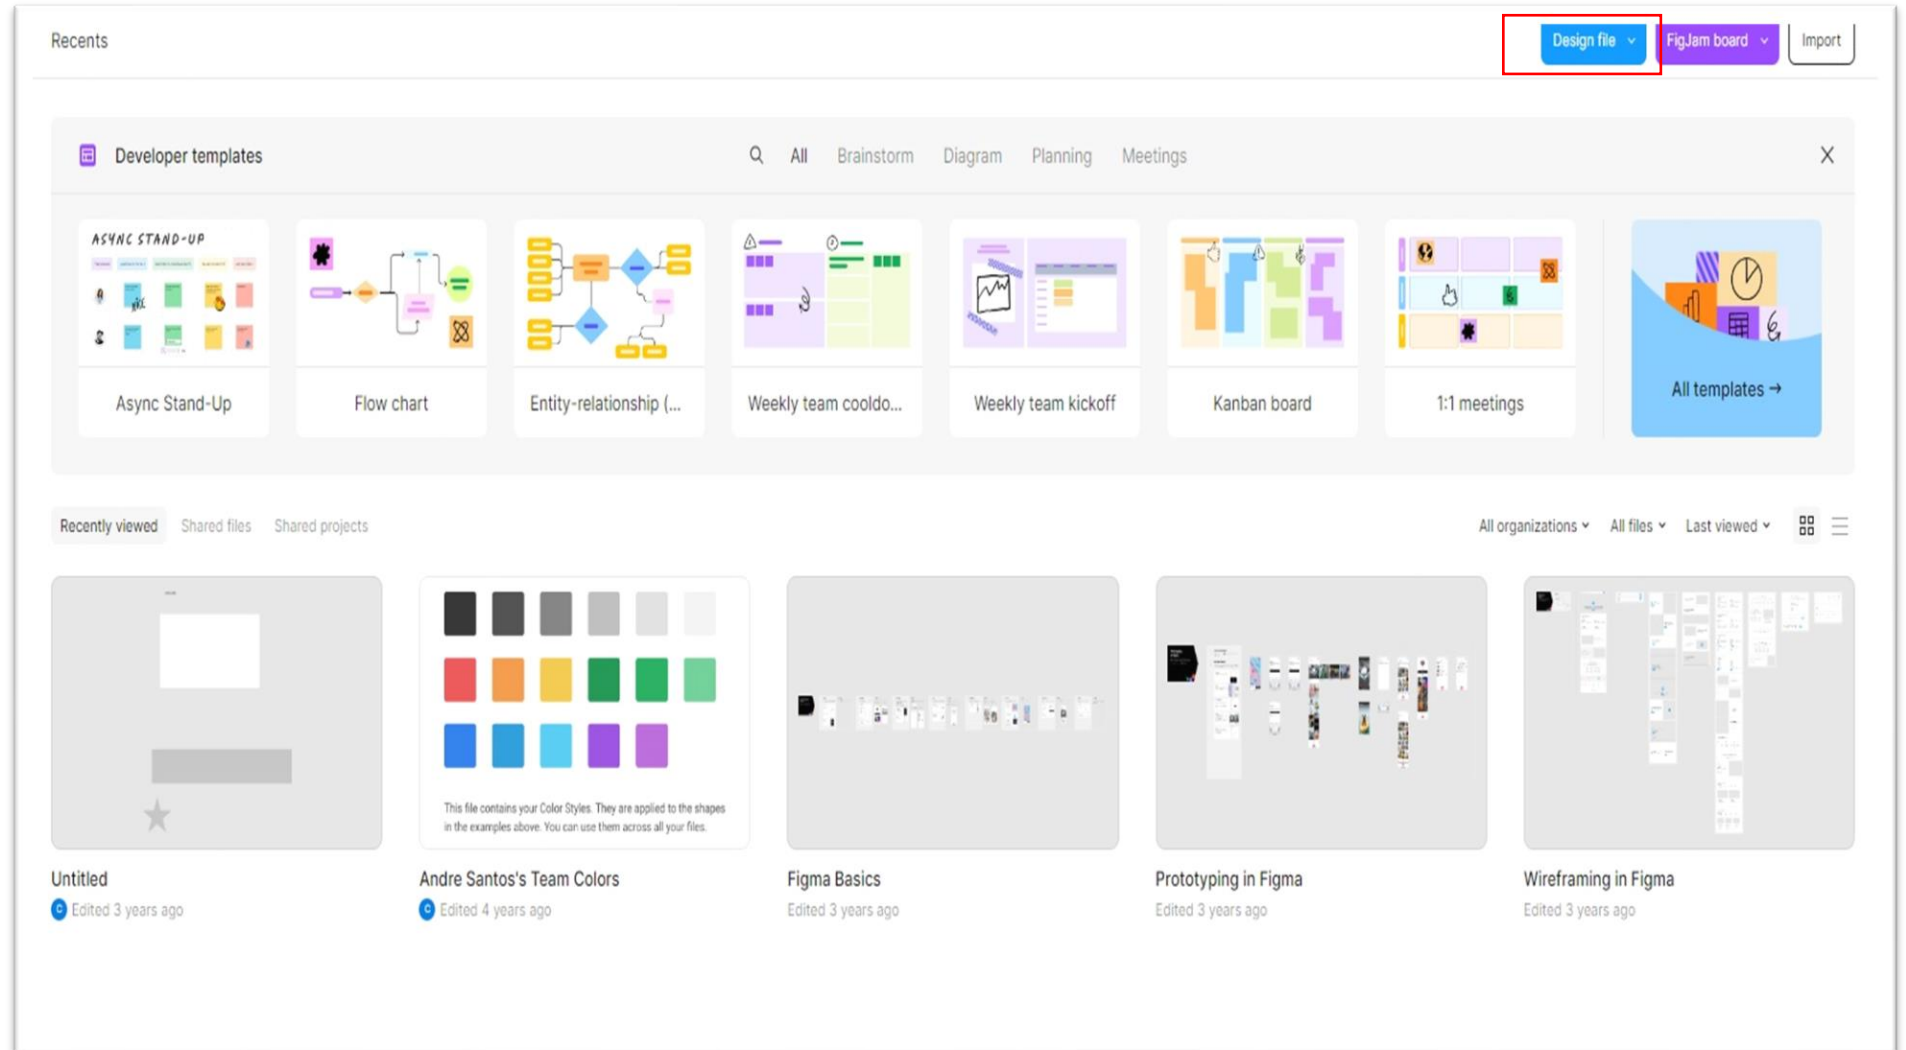 Recents
Design file
FigJam board
Import
Developer templates
All
Brainstorm
Diagram
Planning
Meetings
ASYNC STAND-UP
Async Stand-Up
Flow chart
Entity-relationship (...
Weekly team cooldo...
Weekly team kickoff
Kanban board
1:1 meetings
All templates →
Recently viewed
Shared files
Shared projects
All organizations
All files
Last viewed
This file contains your Color Styles. They are applied to the shapes
in the examples above. You can use them across all your files.
Untitled
C Edited 3 years ago
Andre Santos's Team Colors
C Edited 4 years ago
Figma Basics
Edited 3 years ago
Prototyping in Figma
Edited 3 years ago
Wireframing in Figma
Edited 3 years ago